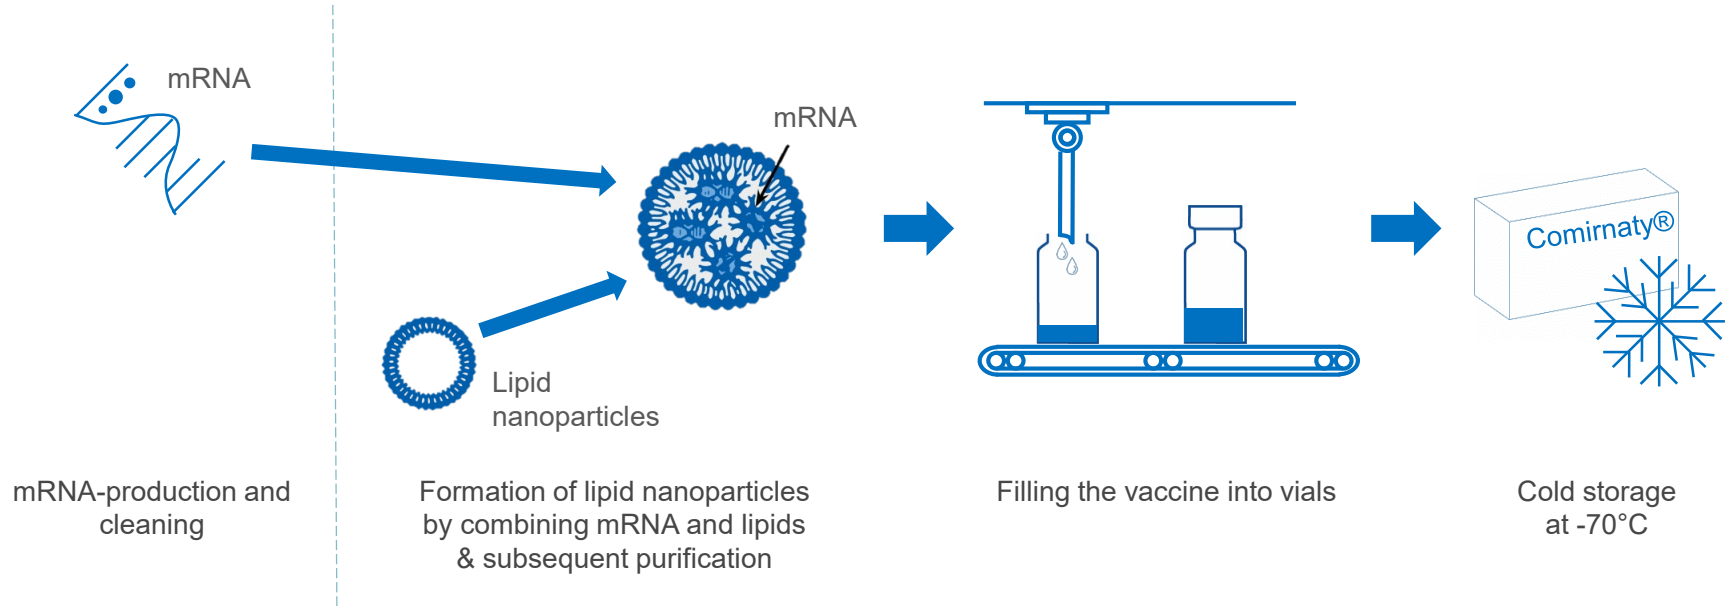 mRNA
mRNA
Lipid
nanoparticles
Comirnaty®
mRNA-production and
cleaning
Formation of lipid nanoparticles
by combining mRNA and lipids
& subsequent purification
Filling the vaccine into vials
Cold storage
at -70°C